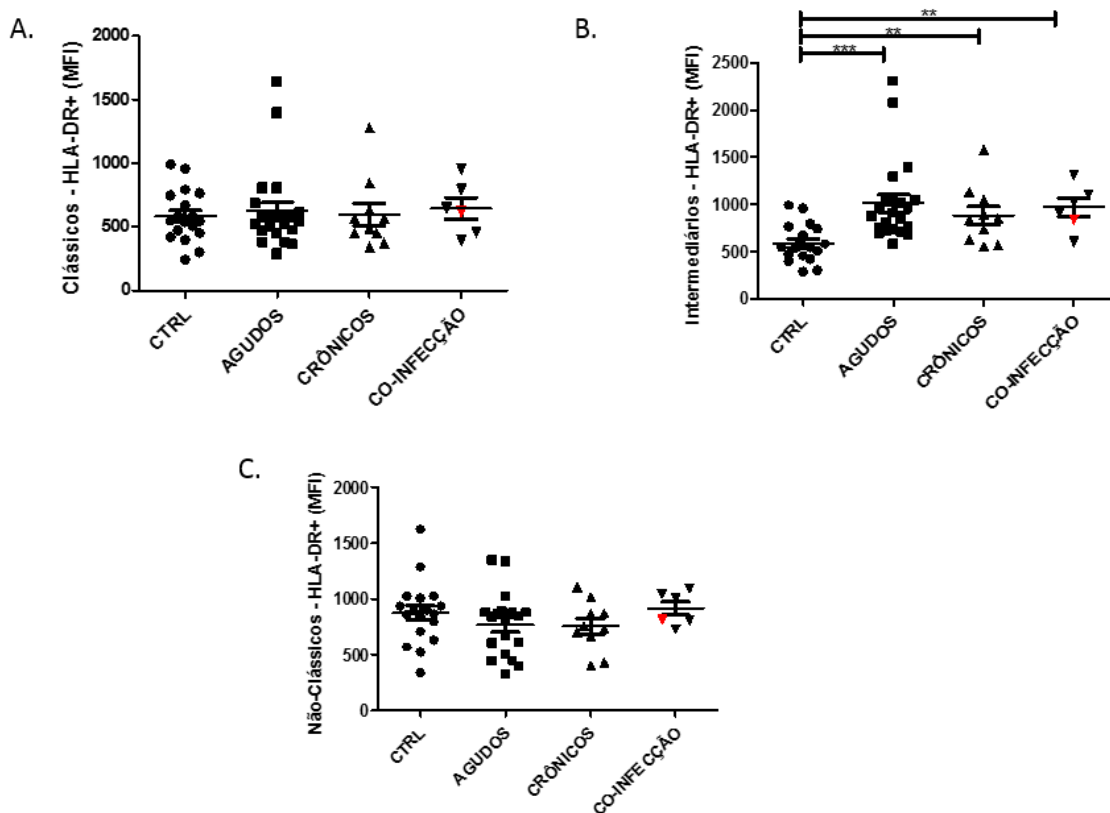 A.
Clássicos - HLA-DR+ (MFI)
2000
1500
1000
500
0
CTRL
AGUDOS
CRÔNICOS
CO-INFECÇÃO
B.
Intermediários - HLA-DR+ (MFI)
**
**
***
2500
2000
1500
1000
500
0
CTRL
AGUDOS
CRÔNICOS
CO-INFECÇÃO
C.
Não-Clássicos - HLA-DR+ (MFI)
2000
1500
1000
500
0
CTRL
AGUDOS
CRÔNICOS
CO-INFECÇÃO